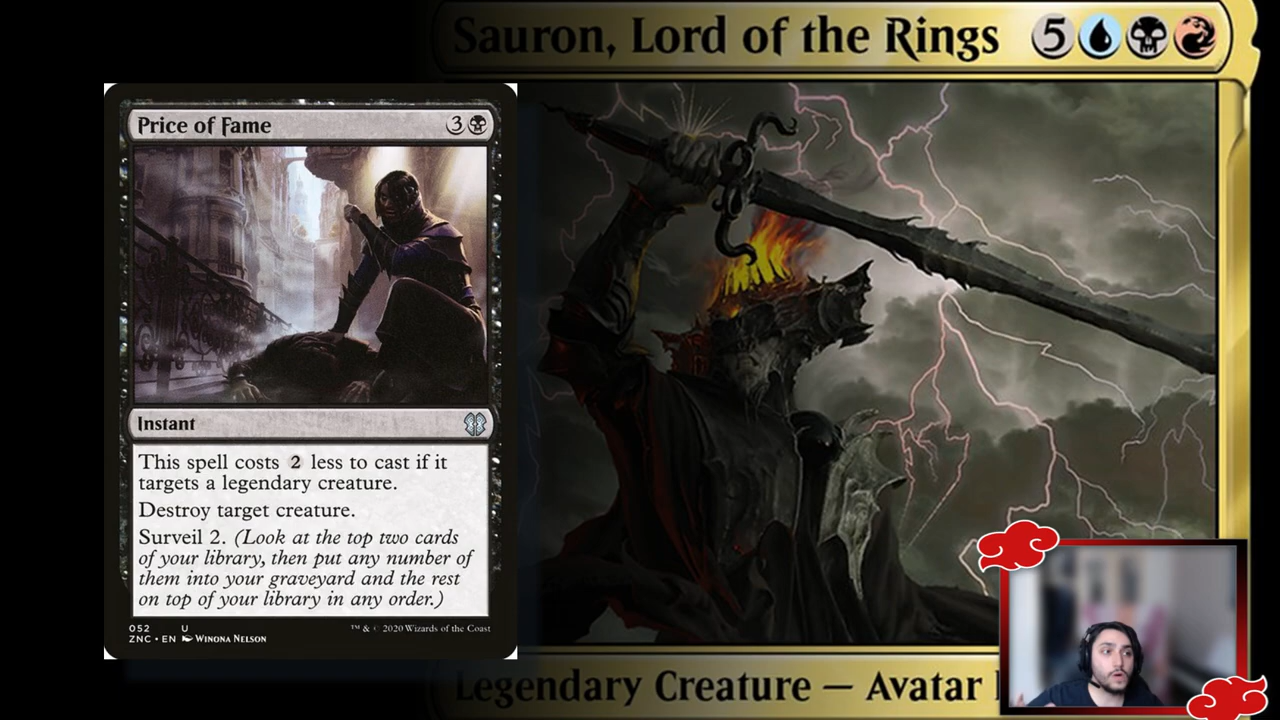 Sauron, Lord of the Rings 5
Price of Fame 3
Instant
This spell costs 2 less to cast if it
targets a legendary creature.
Destroy target creature.
Surveil 2. (Look at the top two cards
of your library, then put any number of
them into your graveyard and the rest
on top of your library in any order.)
052 U
ZNC • EN Winona Nelson
™ & © 2020 Wizards of the Coast
Legendary Creature — Avatar